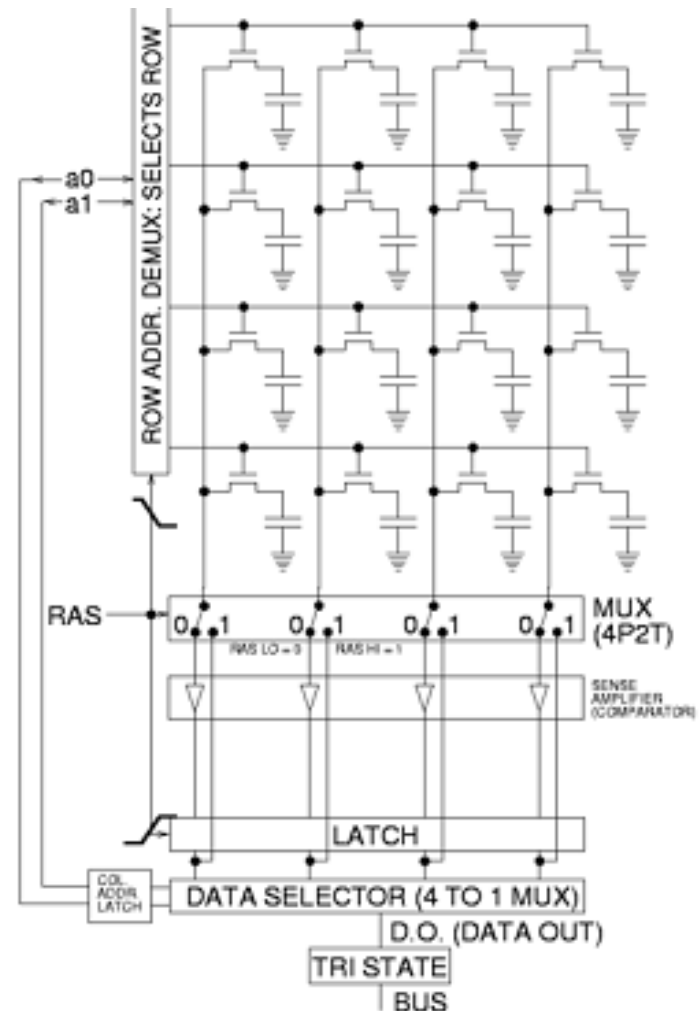 ROW ADDR. DEMUX: SELECTS ROW
a0
a1
RAS
0 1 0 1 0 1 0 1
RAS LO = 0 RAS HI = 1
MUX
(4P2T)
SENSE
AMPLIFIER
(COMPARATOR)
LATCH
COL.
ADDR.
LATCH
DATA SELECTOR (4 TO 1 MUX)
D.O. (DATA OUT)
TRI STATE
BUS